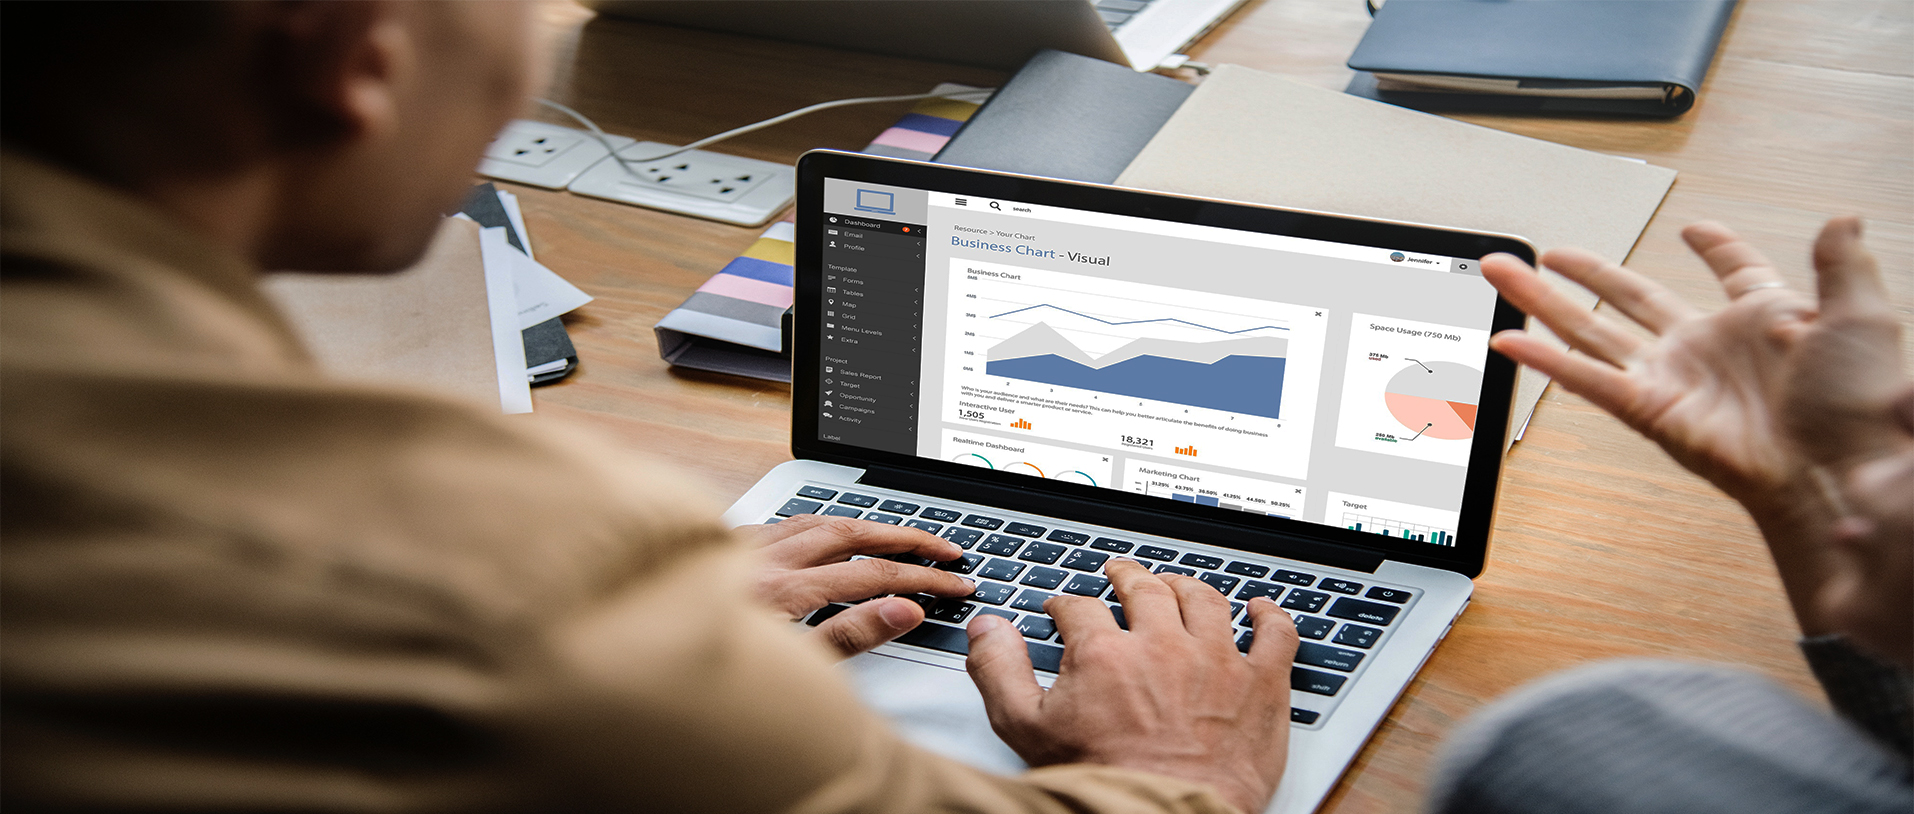 search
Jennifer
Dashboard
Email
Profile
Template
Forms
Tables
Map
Grid
Menu Levels
Extra
Project
Sales Report
Target
Opportunity
Campaigns
Activity
Label
Resource > Your Chart
Business Chart - Visual
Business Chart
5MB
4MB
3MB
2MB
1MB
0MB
2 3 4 5 6 7 8
Who is your audience and what are their needs? This can help you better articulate the benefits of doing business
with you and deliver a smarter product or service.
Interactive User
1,505
18,321
Space Usage (750 Mb)
375 Mb
used
280 Mb
available
Realtime Dashboard
Marketing Chart
31.25% 43.75% 38.50% 41.25% 44.50% 50.25%
Target
T Y U
G H
V N
delete
return
shift